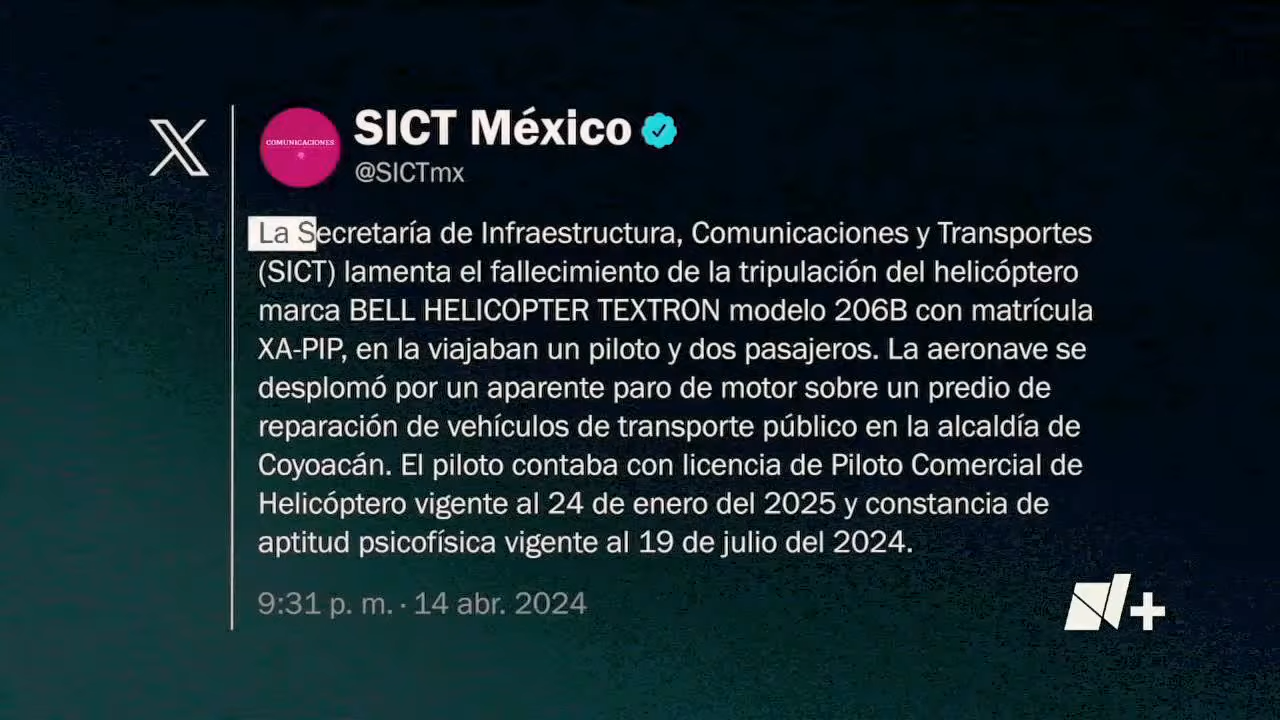 SICT México
@SICTmx
COMUNICACIONES
La Secretaría de Infraestructura, Comunicaciones y Transportes
(SICT) lamenta el fallecimiento de la tripulación del helicóptero
marca BELL HELICOPTER TEXTRON modelo 206B con matrícula
XA-PIP, en la viajaban un piloto y dos pasajeros. La aeronave se
desplomó por un aparente paro de motor sobre un predio de
reparación de vehículos de transporte público en la alcaldía de
Coyoacán. El piloto contaba con licencia de Piloto Comercial de
Helicóptero vigente al 24 de enero del 2025 y constancia de
aptitud psicofísica vigente al 19 de julio del 2024.
9:31 p. m. · 14 abr. 2024
N+